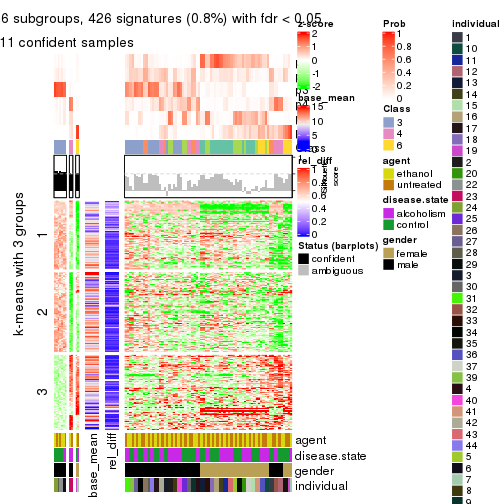 6 subgroups, 426 signatures (0.8%) with fdr < 0.05
11 confident samples
k-means with 3 groups
1
2
3
base_mean
rel_diff
agent
disease.state
gender
individual
z-score
2
1
0
-1
-2
base_mean
15
10
5
0
rel_diff
1
0.8
0.6
0.4
0.2
0
Status (barplots)
confident
ambiguous
Prob
1
0.8
0.6
0.4
0.2
0
Class
3
4
6
agent
ethanol
untreated
disease.state
alcoholism
control
gender
female
male
individual
1
10
11
12
13
14
15
16
17
18
19
2
20
22
23
24
25
26
27
28
29
3
30
31
32
33
34
35
36
37
39
4
40
41
42
43
44
5
6
7
8
9